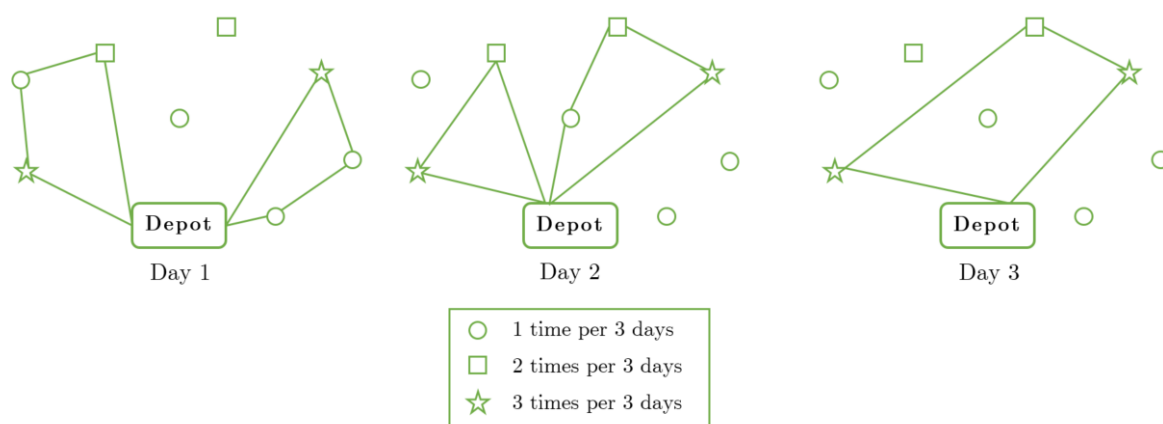 Depot
Day 1
Depot
Day 2
Depot
Day 3
1 time per 3 days
2 times per 3 days
3 times per 3 days